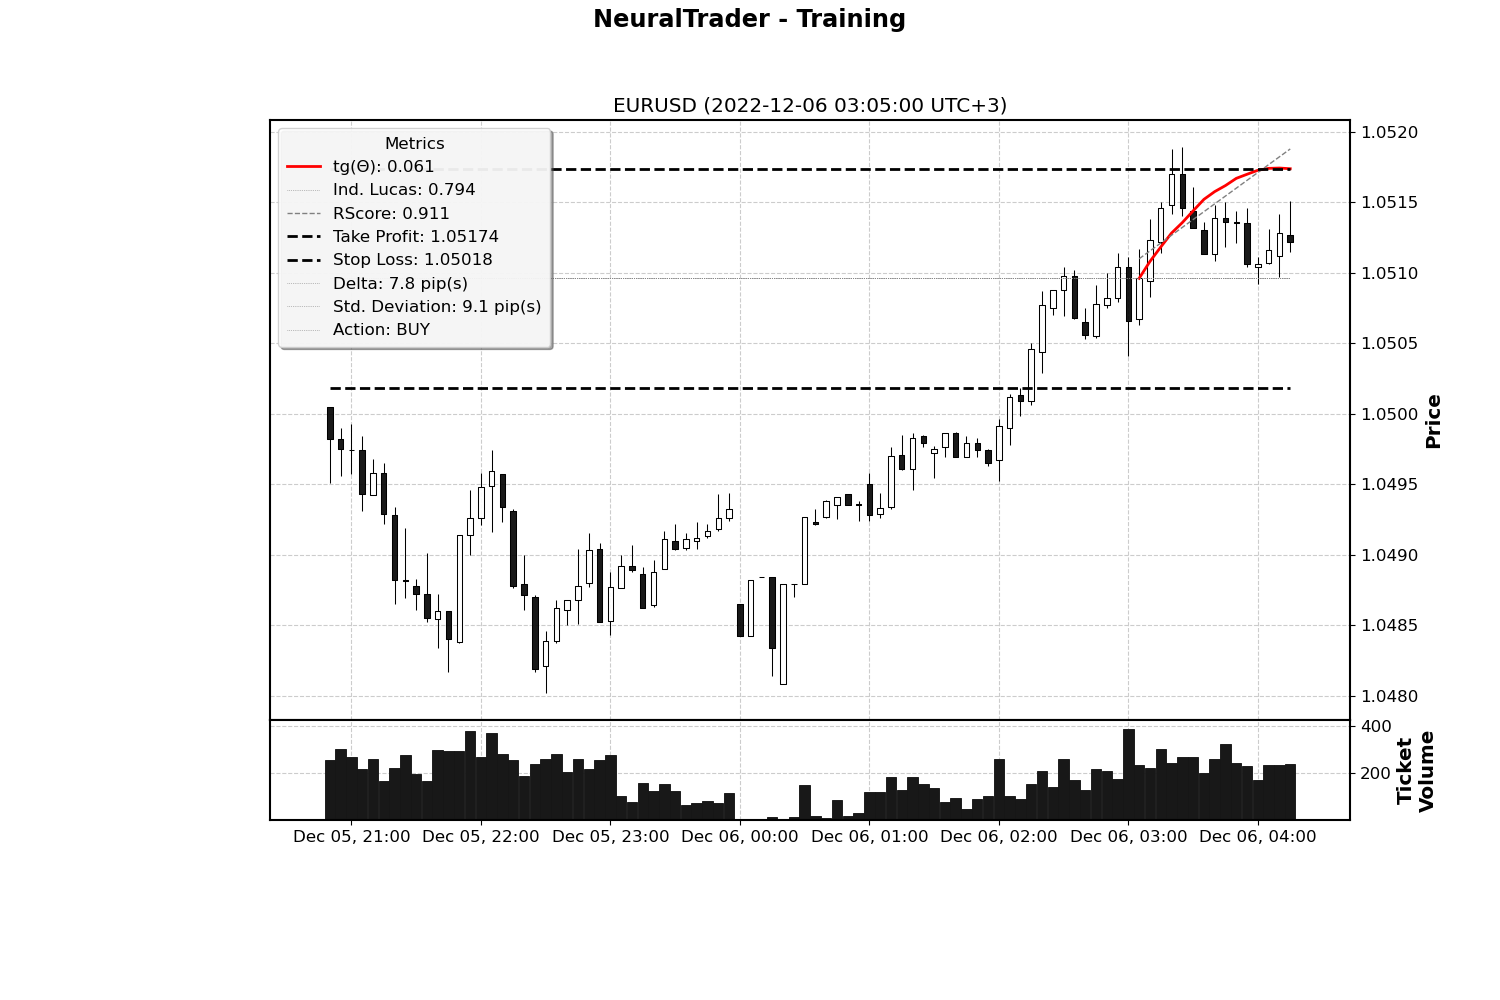 NeuralTrader - Training
EURUSD (2022-12-06 03:05:00 UTC+3)
Metrics
tg(Θ): 0.061
Ind. Lucas: 0.794
RScore: 0.911
Take Profit: 1.05174
Stop Loss: 1.05018
Delta: 7.8 pip(s)
Std. Deviation: 9.1 pip(s)
Action: BUY
1.0520
1.0515
1.0510
1.0505
1.0500
1.0495
1.0490
1.0485
1.0480
Price
400
200
Ticket
Volume
Dec 05, 21:00
Dec 05, 22:00
Dec 05, 23:00
Dec 06, 00:00
Dec 06, 01:00
Dec 06, 02:00
Dec 06, 03:00
Dec 06, 04:00